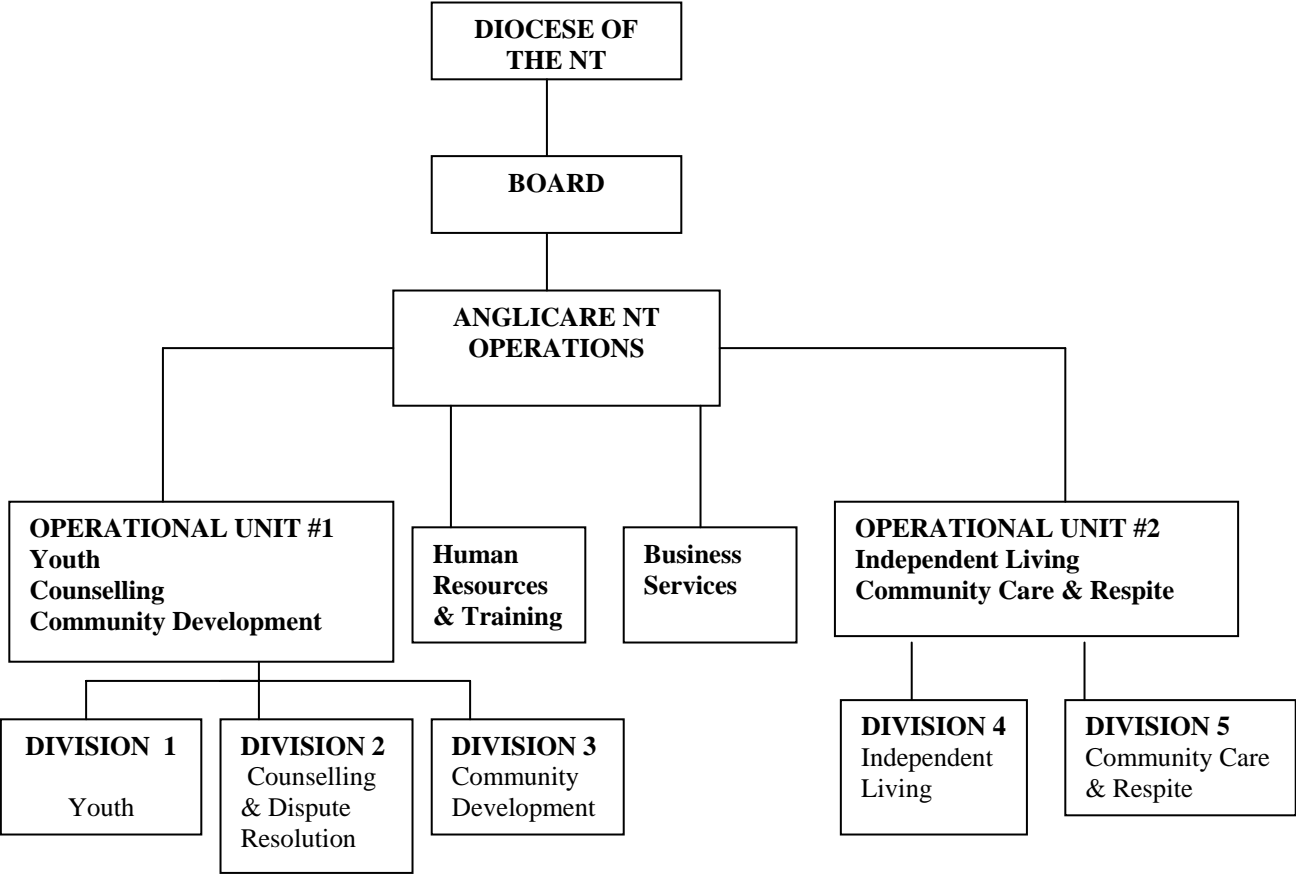 DIOCESE OF
THE NT
BOARD
ANGLICARE NT
OPERATIONS
OPERATIONAL UNIT #1
Youth
Counselling
Community Development
Human
Resources
& Training
Business
Services
OPERATIONAL UNIT #2
Independent Living
Community Care & Respite
DIVISION 1
Youth
DIVISION 2
Counselling
& Dispute
Resolution
DIVISION 3
Community
Development
DIVISION 4
Independent
Living
DIVISION 5
Community Care
& Respite